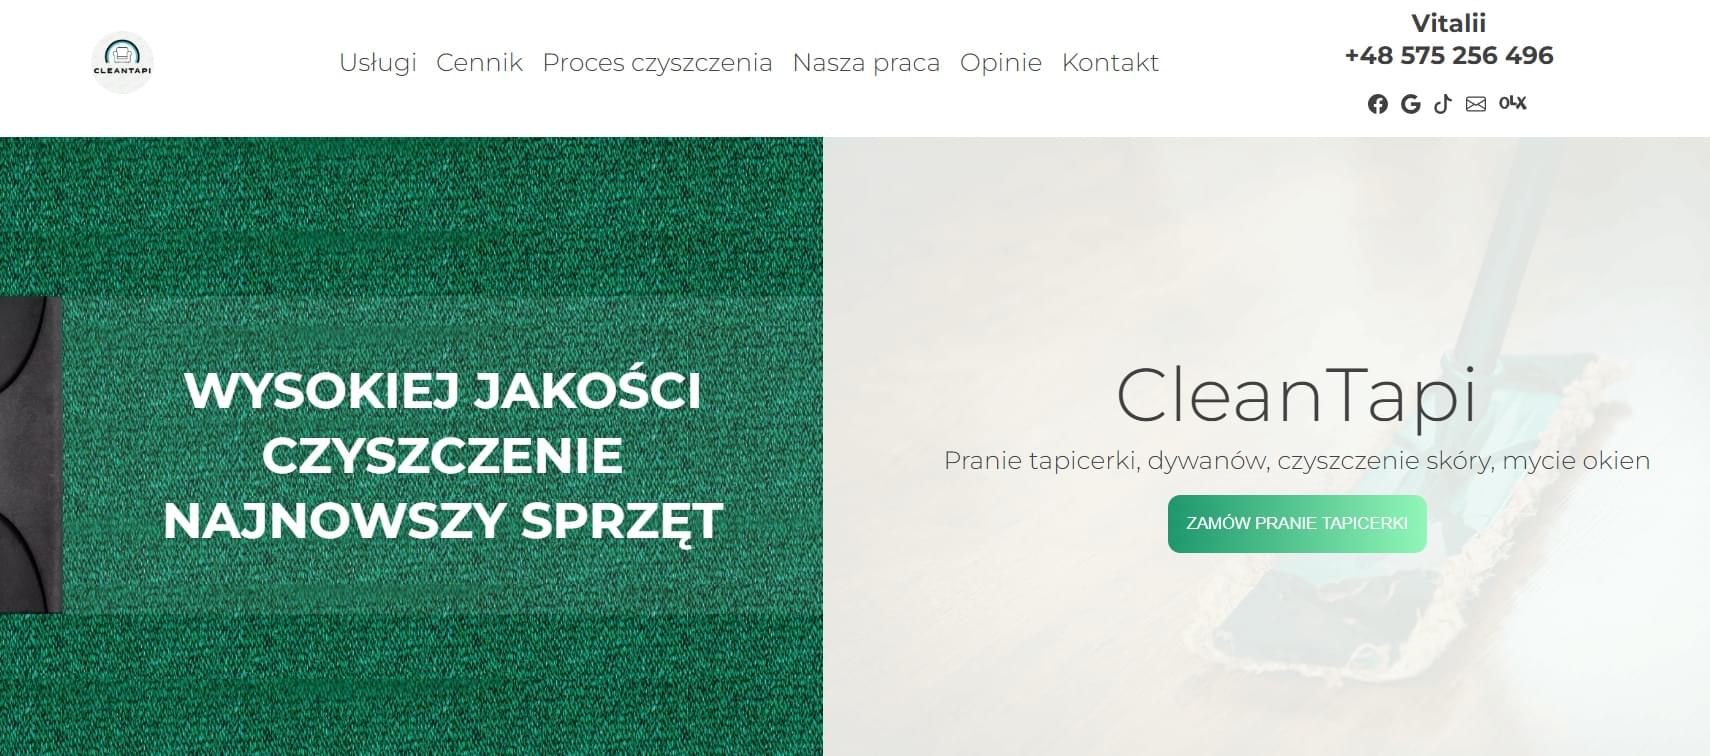 CLEANTAPI
Usługi Cennik Proces czyszczenia Nasza praca Opinie Kontakt
Vitalii
+48 575 256 496
OLX
WYSOKIEJ JAKOŚCI
CZYSZCZENIE
NAJNOWSZY SPRZĘT
CleanTapi
Pranie tapicerki, dywanów, czyszczenie skóry, mycie okien
ZAMÓW PRANIE TAPICERKI